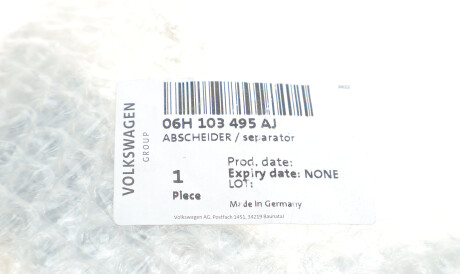 VOLKSWAGEN
GROUP
06H 103 495 AJ
ABSCHEIDER / separator
Prod. date:
1 Expiry date: NONE
Piece LOT:
Made In Germany
Volkswagen AG, Postfach 1451, 34219 Baunatal